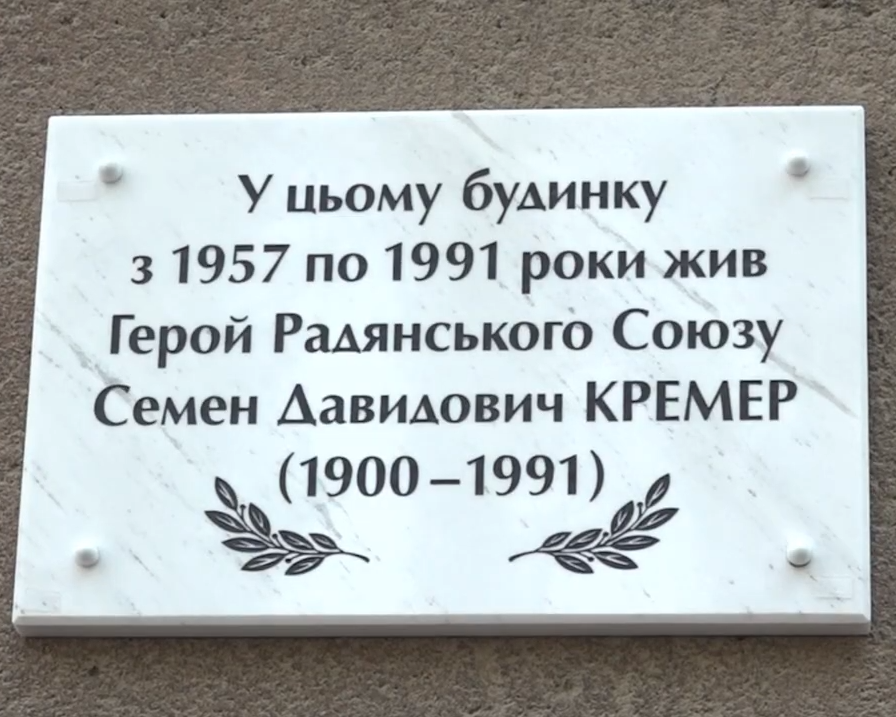 У цьому будинку
з 1957 по 1991 роки жив
Герой Радянського Союзу
Семен Давидович КРЕМЕР
(1900–1991)